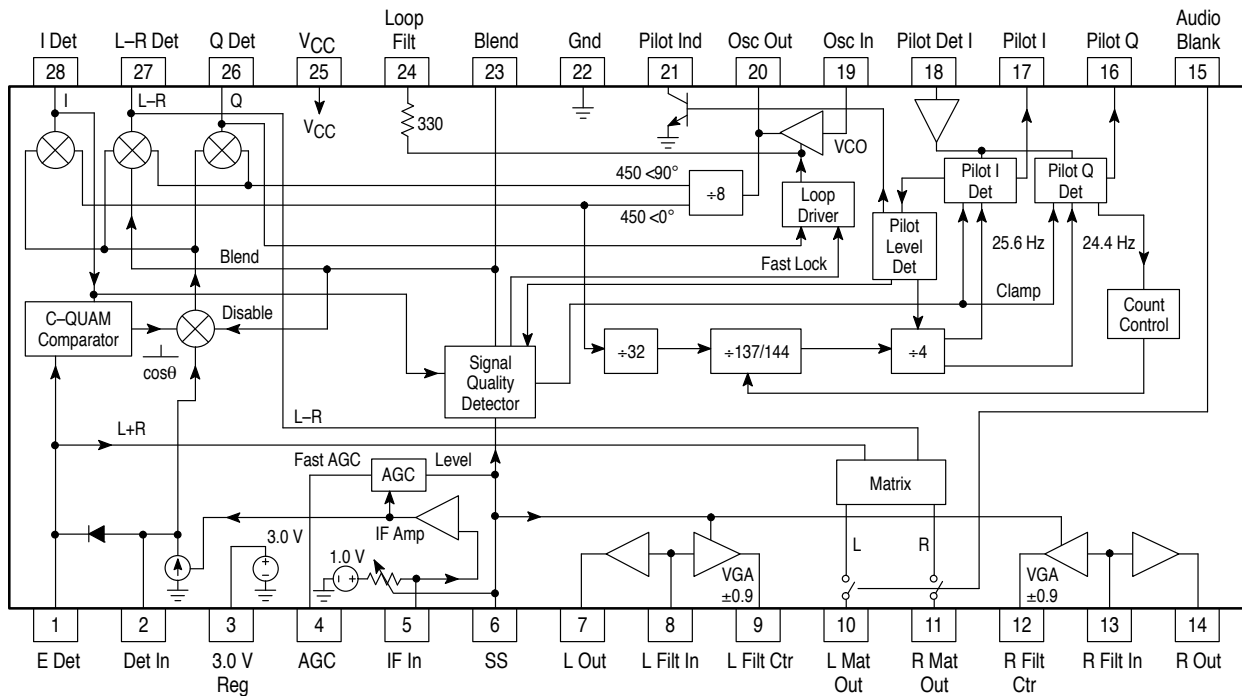 I Det
L–R Det
Q Det
VCC
Loop
Filt
Blend
Gnd
Pilot Ind
Osc Out
Osc In
Pilot Det I
Pilot I
Pilot Q
Audio
Blank
28
27
26
25
24
23
22
21
20
19
18
17
16
15
I
L–R
Q
VCC
330
VCO
450 <90°
450 <0°
÷8
Loop
Driver
Pilot I
Det
Pilot Q
Det
Pilot
Level
Det
25.6 Hz
24.4 Hz
Blend
Fast Lock
Clamp
Count
Control
C–QUAM
Comparator
Disable
cosθ
Signal
Quality
Detector
÷32
÷137/144
÷4
L–R
L+R
Fast AGC
AGC
Level
Matrix
IF Amp
3.0 V
1.0 V
L
R
VGA
±0.9
VGA
±0.9
1
2
3
4
5
6
7
8
9
10
11
12
13
14
E Det
Det In
3.0 V
Reg
AGC
IF In
SS
L Out
L Filt In
L Filt Ctr
L Mat
Out
R Mat
Out
R Filt
Ctr
R Filt In
R Out